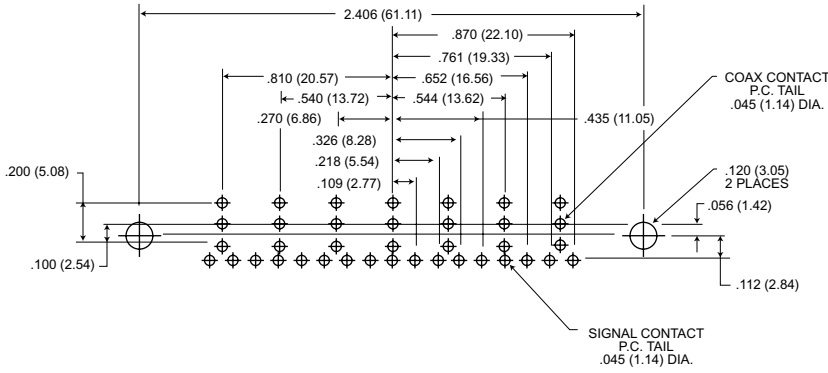 2.406 (61.11)
.870 (22.10)
.761 (19.33)
.810 (20.57)
.652 (16.56)
COAX CONTACT
P.C. TAIL
.045 (1.14) DIA.
.540 (13.72)
.544 (13.62)
.270 (6.86)
.435 (11.05)
.326 (8.28)
.218 (5.54)
.109 (2.77)
.200 (5.08)
.120 (3.05)
2 PLACES
.056 (1.42)
.100 (2.54)
.112 (2.84)
SIGNAL CONTACT
P.C. TAIL
.045 (1.14) DIA.